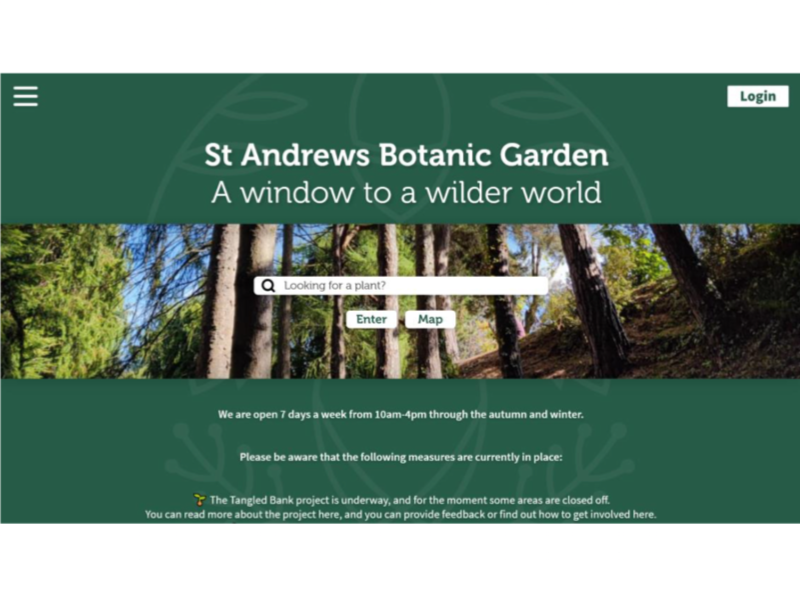 Login
St Andrews Botanic Garden
A window to a wilder world
Looking for a plant?
Enter Map
We are open 7 days a week from 10am-4pm through the autumn and winter.
Please be aware that the following measures are currently in place:
The Tangled Bank project is underway, and for the moment some areas are closed off.
You can read more about the project here, and you can provide feedback or find out how to get involved here.